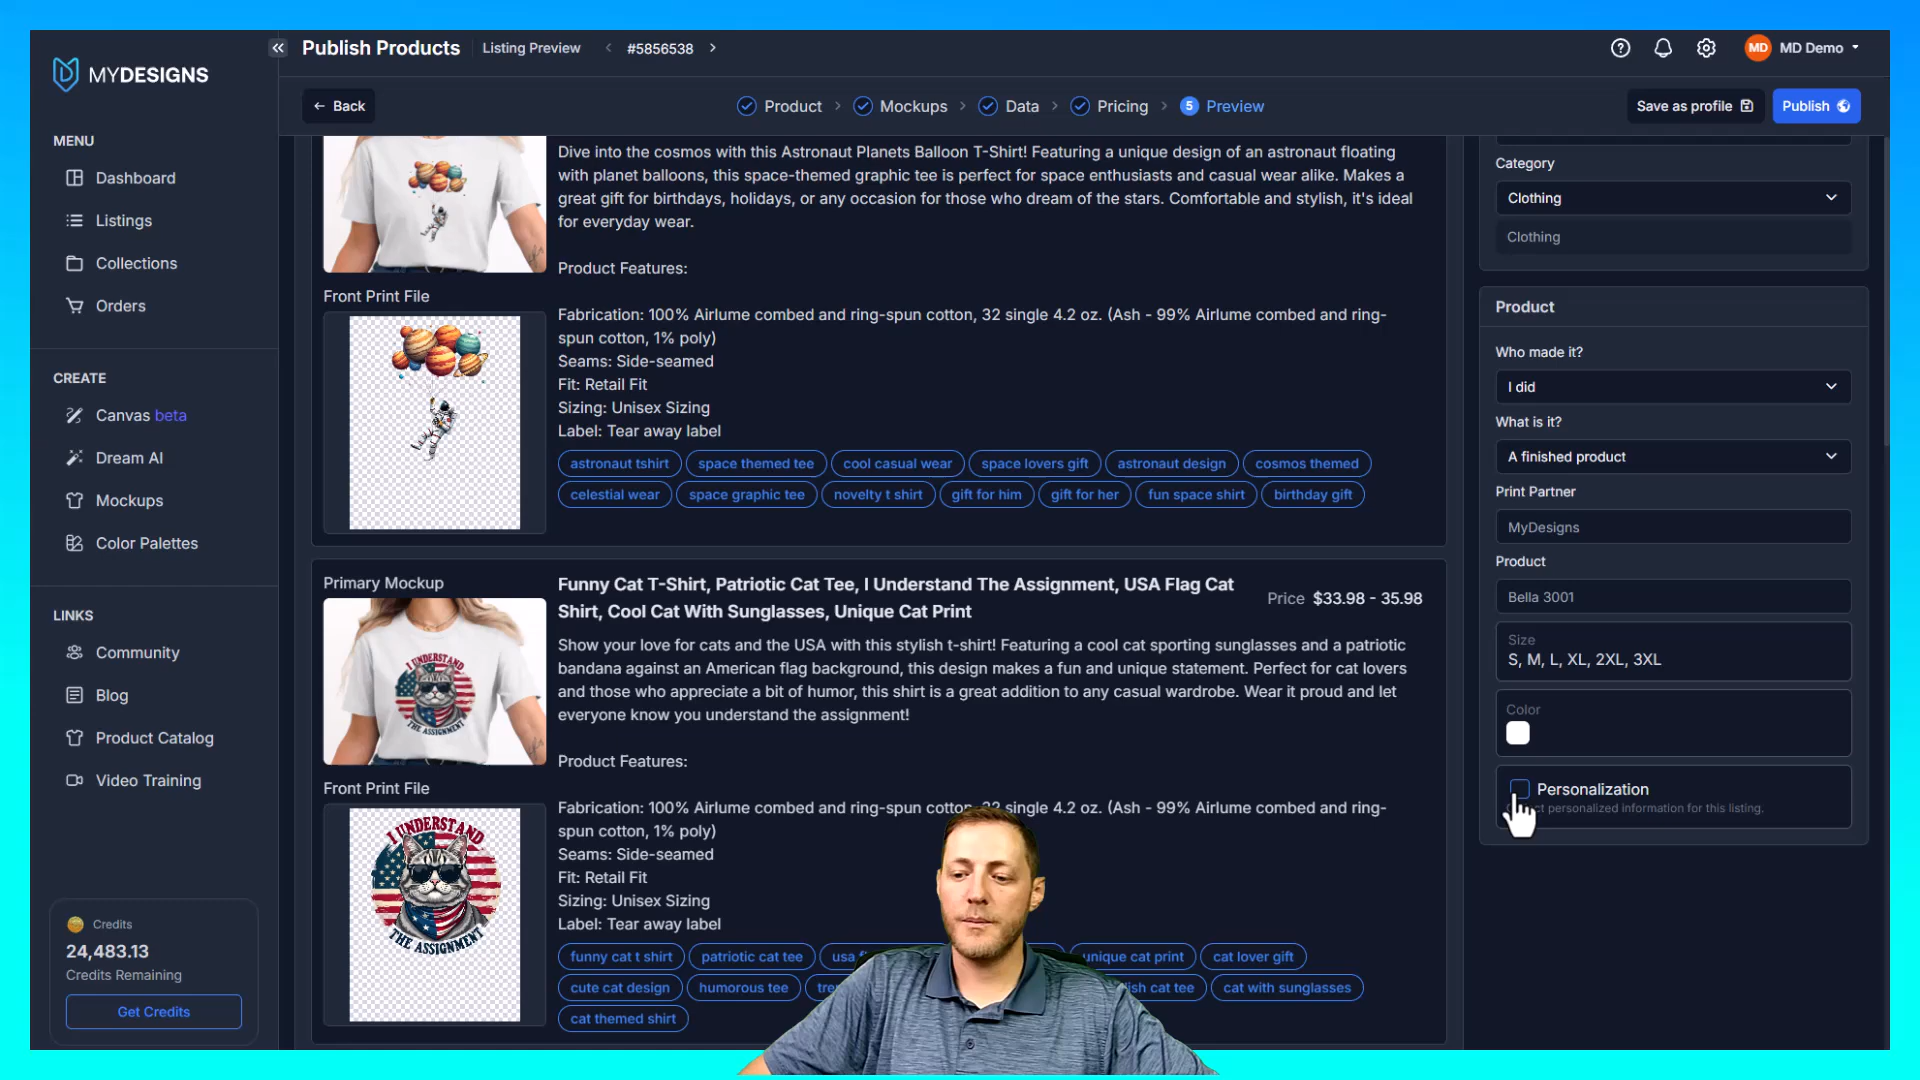 MYDESIGNS
Publish Products
Listing Preview
#5856538
MD
MD Demo
Back
Product
Mockups
Data
Pricing
5 Preview
Save as profile
Publish
MENU
Dashboard
Listings
Collections
Orders
CREATE
Canvas beta
Dream AI
Mockups
Color Palettes
LINKS
Community
Blog
Product Catalog
Video Training
Credits
24,483.13
Credits Remaining
Get Credits
Dive into the cosmos with this Astronaut Planets Balloon T-Shirt! Featuring a unique design of an astronaut floating
with planet balloons, this space-themed graphic tee is perfect for space enthusiasts and casual wear alike. Makes a
great gift for birthdays, holidays, or any occasion for those who dream of the stars. Comfortable and stylish, it's ideal
for everyday wear.
Product Features:
Front Print File
Fabrication: 100% Airlume combed and ring-spun cotton, 32 single 4.2 oz. (Ash - 99% Airlume combed and ring-
spun cotton, 1% poly)
Seams: Side-seamed
Fit: Retail Fit
Sizing: Unisex Sizing
Label: Tear away label
astronaut tshirt
space themed tee
cool casual wear
space lovers gift
astronaut design
cosmos themed
celestial wear
space graphic tee
novelty t shirt
gift for him
gift for her
fun space shirt
birthday gift
Primary Mockup
Funny Cat T-Shirt, Patriotic Cat Tee, I Understand The Assignment, USA Flag Cat
Shirt, Cool Cat With Sunglasses, Unique Cat Print
Price $33.98 - 35.98
I UNDERSTAND
THE ASSIGNMENT
Show your love for cats and the USA with this stylish t-shirt! Featuring a cool cat sporting sunglasses and a patriotic
bandana against an American flag background, this design makes a fun and unique statement. Perfect for cat lovers
and those who appreciate a bit of humor, this shirt is a great addition to any casual wardrobe. Wear it proud and let
everyone know you understand the assignment!
Product Features:
Front Print File
I UNDERSTAND
THE ASSIGNMENT
Fabrication: 100% Airlume combed and ring-spun cotton, 32 single 4.2 oz. (Ash - 99% Airlume combed and ring-
spun cotton, 1% poly)
Seams: Side-seamed
Fit: Retail Fit
Sizing: Unisex Sizing
Label: Tear away label
funny cat t shirt
patriotic cat tee
usa
unique cat print
cat lover gift
cute cat design
humorous tee
cat tee
cat with sunglasses
cat themed shirt
Category
Clothing
Clothing
Product
Who made it?
I did
What is it?
A finished product
Print Partner
MyDesigns
Product
Bella 3001
Size
S, M, L, XL, 2XL, 3XL
Color
Personalization
personalized information for this listing.